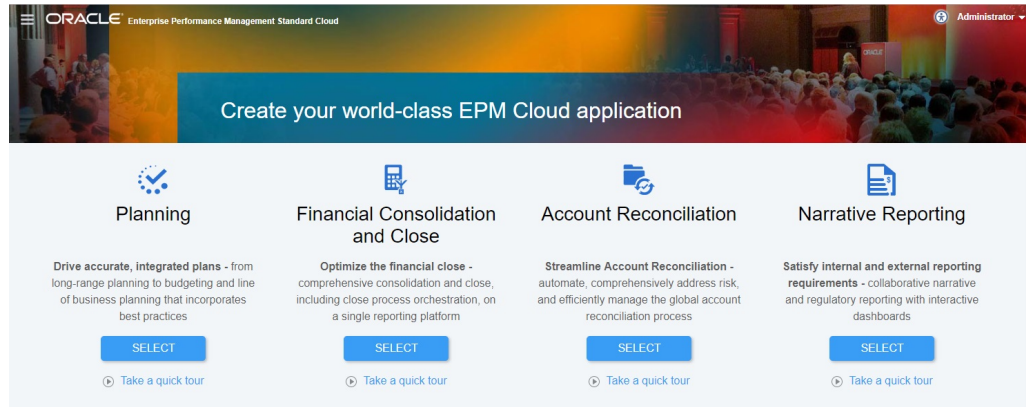 ORACLE® Enterprise Performance Management Standard Cloud
Administrator
ORACLE
Create your world-class EPM Cloud application
Planning
Drive accurate, integrated plans - from
long-range planning to budgeting and line
of business planning that incorporates
best practices
SELECT
Take a quick tour
Financial Consolidation
and Close
Optimize the financial close -
comprehensive consolidation and close,
including close process orchestration, on
a single reporting platform
SELECT
Take a quick tour
Account Reconciliation
Streamline Account Reconciliation -
automate, comprehensively address risk,
and efficiently manage the global account
reconciliation process
SELECT
Take a quick tour
Narrative Reporting
Satisfy internal and external reporting
requirements - collaborative narrative
and regulatory reporting with interactive
dashboards
SELECT
Take a quick tour